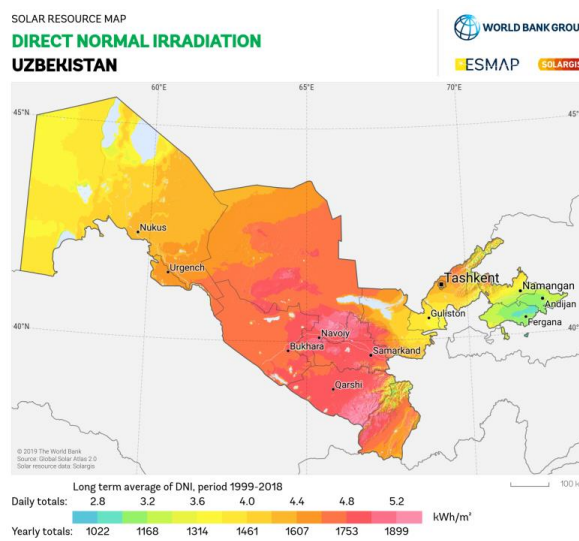 SOLAR RESOURCE MAP
DIRECT NORMAL IRRADIATION
UZBEKISTAN
WORLD BANK GROUP
ESMAP
SOLARGIS
60°E
65°E
70°E
45°N
45°N
Nukus
Urgench
Tashkent
Namangan
Andijan
Guliston
Fergana
40°N
40°N
Navoiy
Bukhara
Samarkand
Qarshi
© 2019 The World Bank
Source: Global Solar Atlas 2.0
Solar resource data: Solargis
100 k
Long term average of DNI, period 1999-2018
Daily totals: 2.8 3.2 3.6 4.0 4.4 4.8 5.2
kWh/m²
Yearly totals: 1022 1168 1314 1461 1607 1753 1899